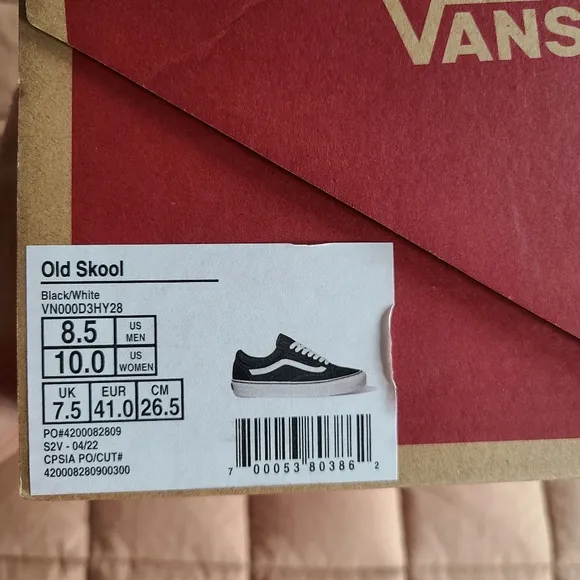 VANS
Old Skool
Black/White
VN000D3HY28
8.5 US MEN
10.0 US WOMEN
UK EUR CM
7.5 41.0 26.5
PO#4200082809
S2V - 04/22
CPSIA PO/CUT#
420008280900300
7 00053 80386 2